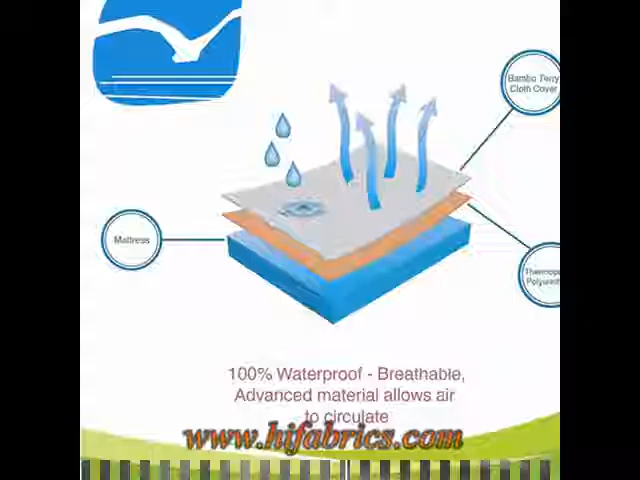 Bambo Terry
Cloth Cover
Mattress
100% Waterproof - Breathable,
Advanced material allows air
to circulate
www.hifabrics.com